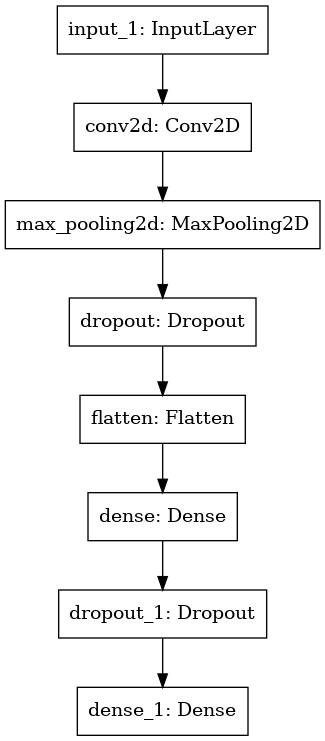 input_1: InputLayer
conv2d: Conv2D
max_pooling2d: MaxPooling2D
dropout: Dropout
flatten: Flatten
dense: Dense
dropout_1: Dropout
dense_1: Dense